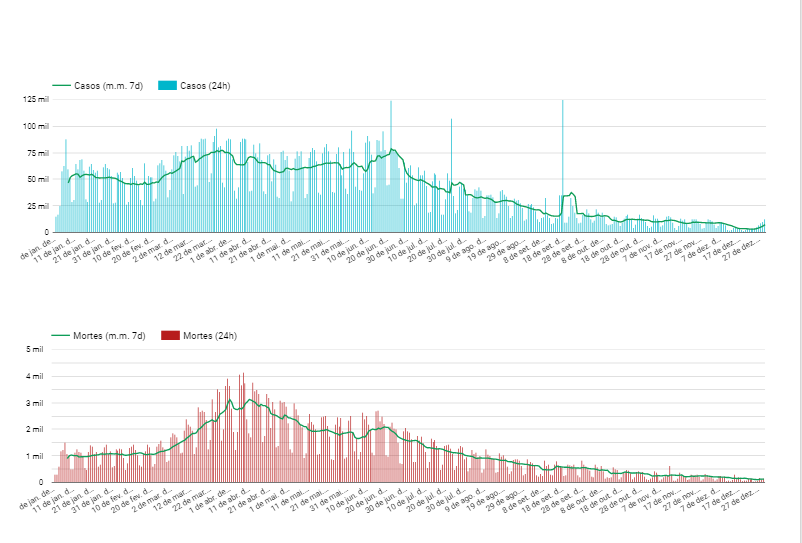 Casos (m.m. 7d) Casos (24h)
125 mil
100 mil
75 mil
50 mil
25 mil
0
de jan. de... 11 de jan. d... 21 de jan. d... 31 de jan. d... 10 de fev. d... 20 de fev. d... 2 de mar. d... 12 de mar.... 22 de mar.... 1 de abr. d... 11 de abr. d... 21 de abr. d... 1 de mai. d... 11 de mai.... 21 de mai.... 31 de mai.... 10 de jun. d... 20 de jun. d... 30 de jun. d... 10 de jul. d... 20 de jul. d... 30 de jul. d... 9 de ago. d... 19 de ago.... 29 de ago.... 8 de set. d... 18 de set. d... 28 de set. d... 8 de out. d... 18 de out. d... 28 de out. d... 7 de nov. d... 17 de nov.... 27 de nov.... 7 de dez. d... 17 de dez.... 27 de dez....
Mortes (m.m. 7d) Mortes (24h)
5 mil
4 mil
3 mil
2 mil
1 mil
0
de jan. de... 11 de jan. d... 21 de jan. d... 31 de jan. d... 10 de fev. d... 20 de fev. d... 2 de mar. d... 12 de mar.... 22 de mar.... 1 de abr. d... 11 de abr. d... 21 de abr. d... 1 de mai. d... 11 de mai.... 21 de mai.... 31 de mai.... 10 de jun. d... 20 de jun. d... 30 de jun. d... 10 de jul. d... 20 de jul. d... 30 de jul. d... 9 de ago. d... 19 de ago.... 29 de ago.... 8 de set. d... 18 de set. d... 28 de set. d... 8 de out. d... 18 de out. d... 28 de out. d... 7 de nov. d... 17 de nov.... 27 de nov.... 7 de dez. d... 17 de dez.... 27 de dez....